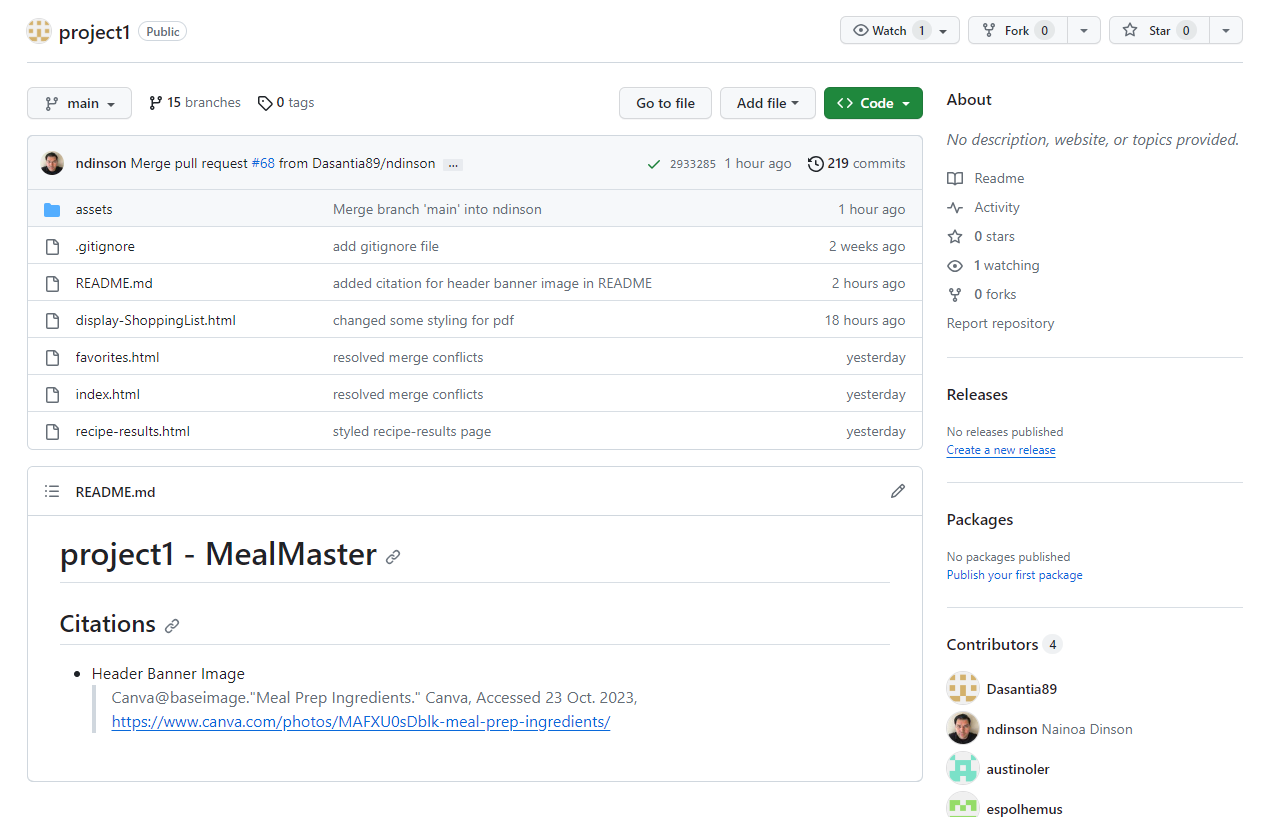 project1 Public Watch 1 Fork 0 Star 0
main 15 branches 0 tags Go to file Add file <> Code
ndinson Merge pull request #68 from Dasantia89/ndinson ... 2933285 1 hour ago 219 commits
assets Merge branch 'main' into ndinson 1 hour ago
.gitignore add gitignore file 2 weeks ago
README.md added citation for header banner image in README 2 hours ago
display-ShoppingList.html changed some styling for pdf 18 hours ago
favorites.html resolved merge conflicts yesterday
index.html resolved merge conflicts yesterday
recipe-results.html styled recipe-results page yesterday
README.md
project1 - MealMaster
Citations
Header Banner Image
Canva@baseimage."Meal Prep Ingredients." Canva, Accessed 23 Oct. 2023,
https://www.canva.com/photos/MAFXU0sDblk-meal-prep-ingredients/
About
No description, website, or topics provided.
Readme
Activity
0 stars
1 watching
0 forks
Report repository
Releases
No releases published
Create a new release
Packages
No packages published
Publish your first package
Contributors 4
Dasantia89
ndinson Nainoa Dinson
austinoler
espolhemus